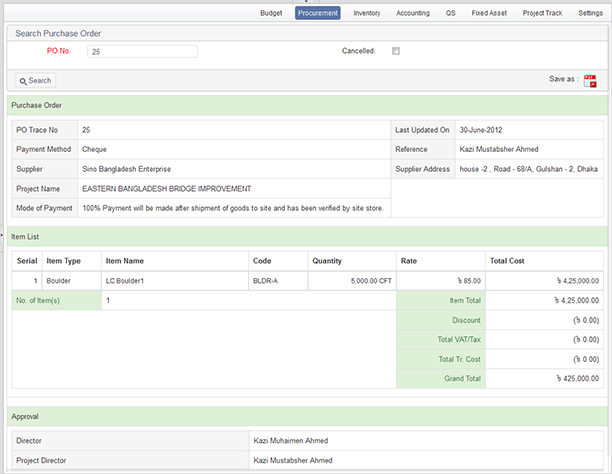 Budget Procurement Inventory Accounting QS Fixed Asset Project Track Settings
Search Purchase Order
PO No: 25 Cancelled:
Search Save as :
Purchase Order
PO Trace No 25 Last Updated On 30-June-2012
Payment Method Cheque Reference Kazi Mustabsher Ahmed
Supplier Sino Bangladesh Enterprise Supplier Address house -2 , Road - 68/A, Gulshan - 2, Dhaka
Project Name EASTERN BANGLADESH BRIDGE IMPROVEMENT
Mode of Payment 100% Payment will be made after shipment of goods to site and has been verified by site store.
Item List
Serial Item Type Item Name Code Quantity Rate Total Cost
1 Boulder LC Boulder1 BLDR-A 5,000.00 CFT ৳ 85.00 ৳ 4,25,000.00
No. of Item(s) 1 Item Total ৳ 4,25,000.00
Discount (৳ 0.00)
Total VAT/Tax (৳ 0.00)
Total Tr. Cost (৳ 0.00)
Grand Total ৳ 425,000.00
Approval
Director Kazi Muhaimen Ahmed
Project Director Kazi Mustabsher Ahmed